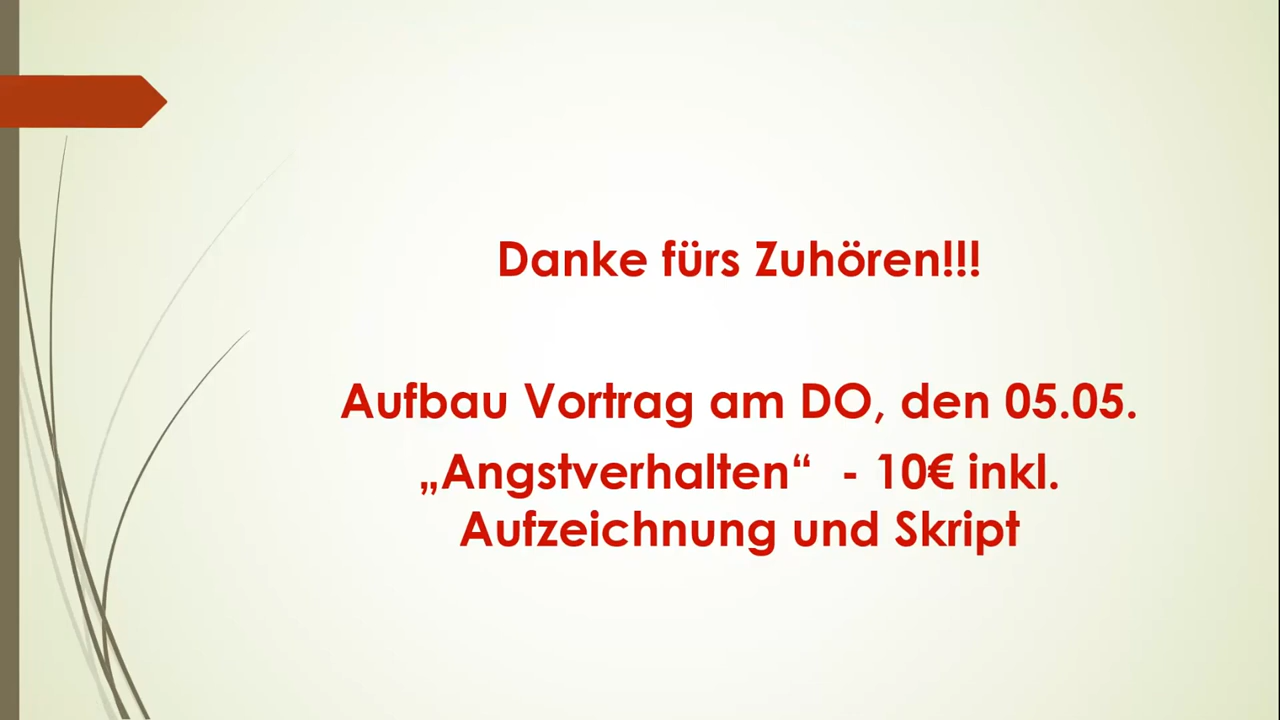 Danke fürs Zuhören!!!
Aufbau Vortrag am DO, den 05.05.
„Angstverhalten“  - 10€ inkl.
Aufzeichnung und Skript